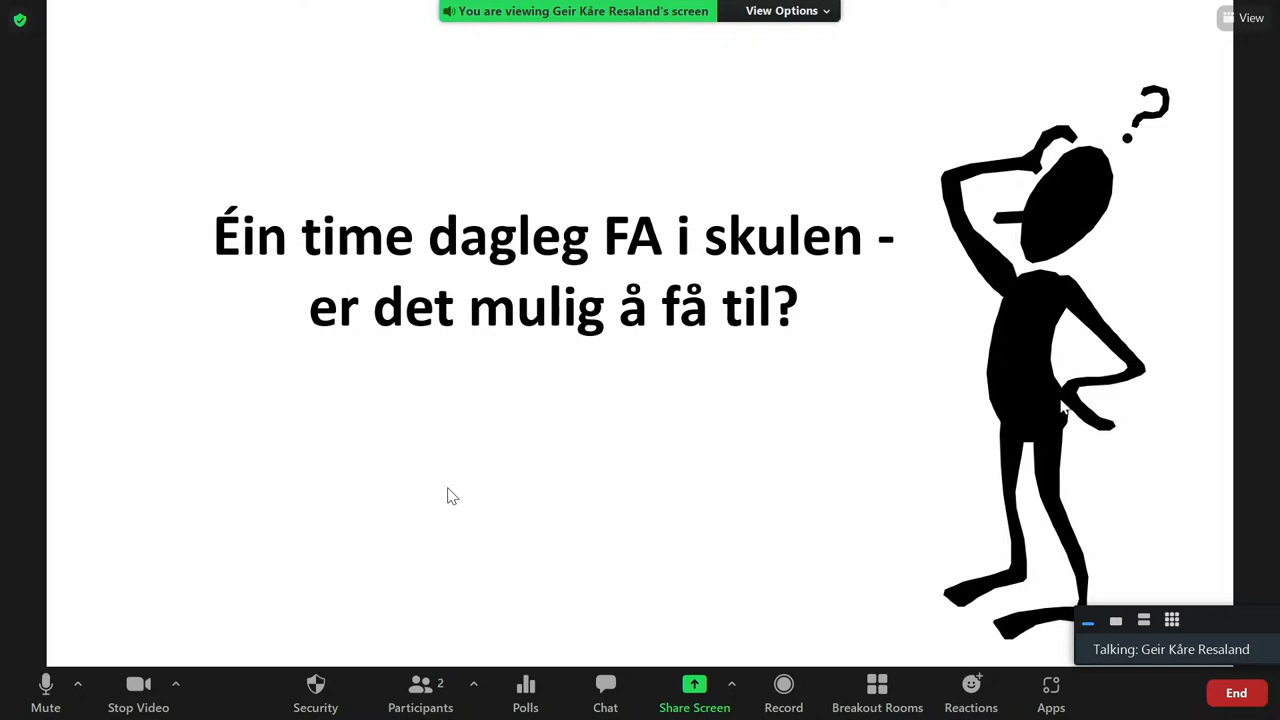 You are viewing Geir Kåre Resaland's screen
View Options
View
?
Éin time dagleg FA i skulen -
er det mulig å få til?
Talking: Geir Kåre Resaland
2
Mute
Stop Video
Security
Participants
Polls
Chat
Share Screen
Record
Breakout Rooms
Reactions
Apps
End